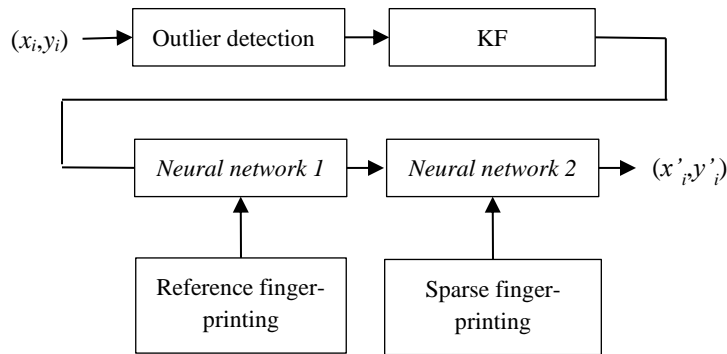 (xi,yi)
Outlier detection
KF
Neural network 1
Neural network 2
(x’i,y’i)
Reference finger-
printing
Sparse finger-
printing